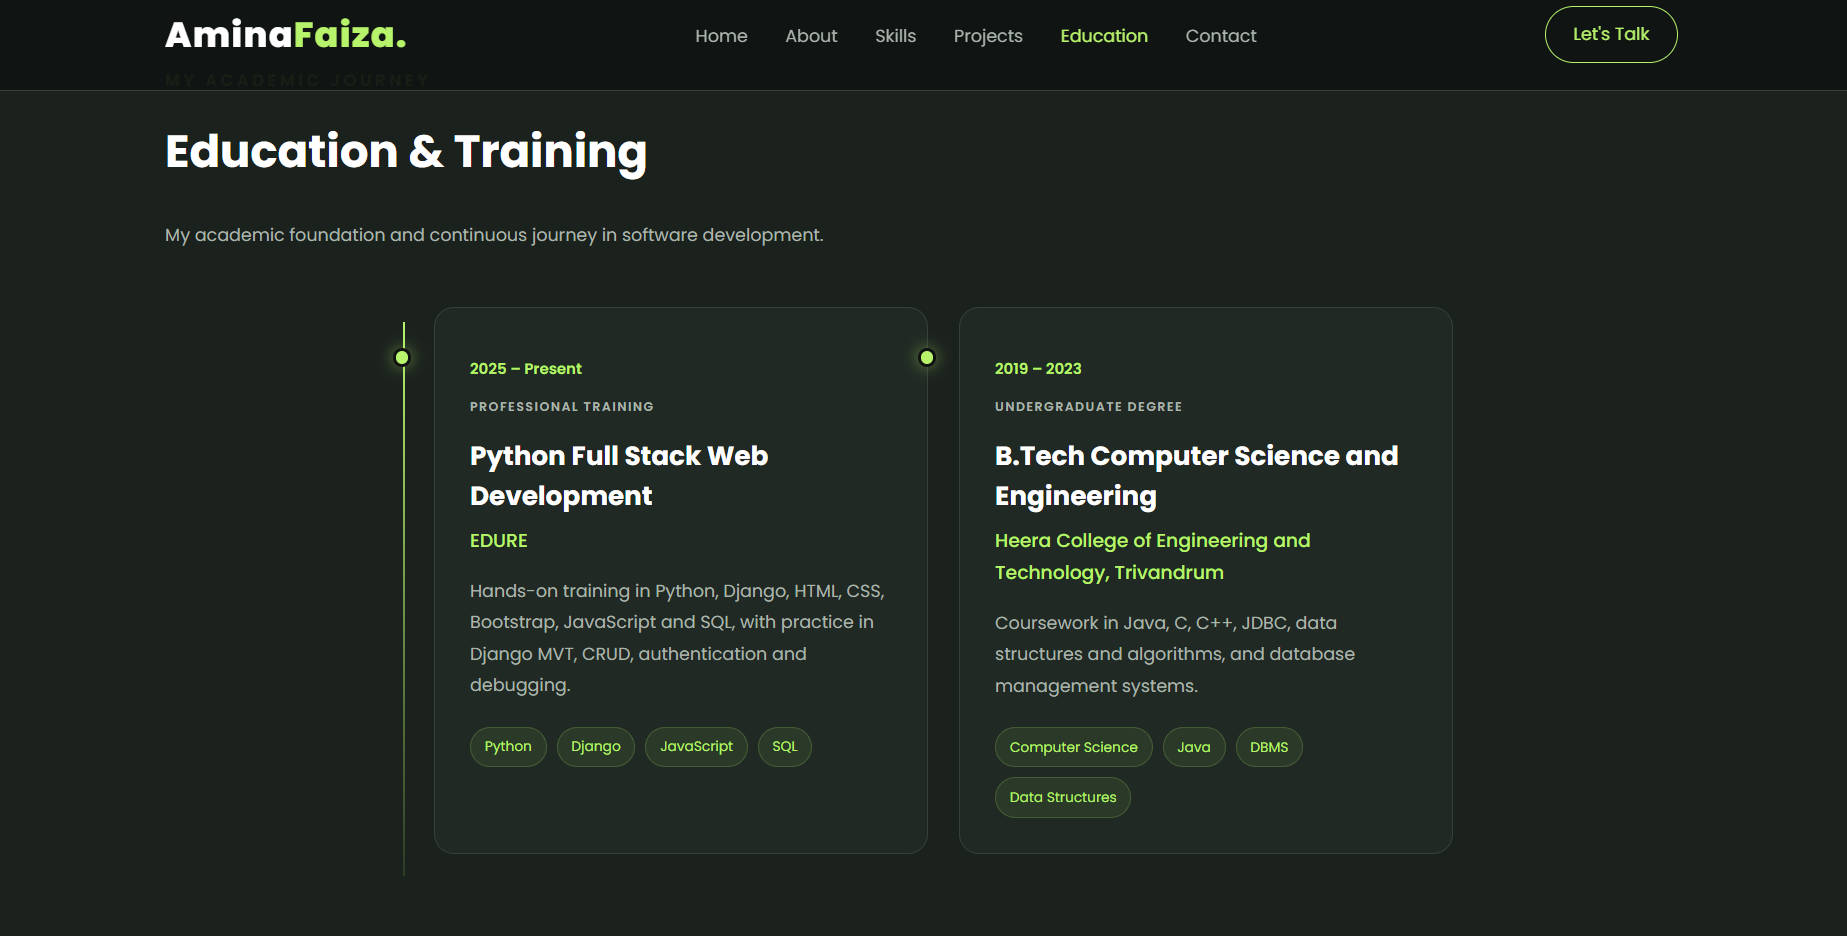 AminaFaiza.
Home
About
Skills
Projects
Education
Contact
Let's Talk
MY ACADEMIC JOURNEY
Education & Training
My academic foundation and continuous journey in software development.
2025 – Present
PROFESSIONAL TRAINING
Python Full Stack Web
Development
EDURE
Hands-on training in Python, Django, HTML, CSS,
Bootstrap, JavaScript and SQL, with practice in
Django MVT, CRUD, authentication and
debugging.
Python
Django
JavaScript
SQL
2019 – 2023
UNDERGRADUATE DEGREE
B.Tech Computer Science and
Engineering
Heera College of Engineering and
Technology, Trivandrum
Coursework in Java, C, C++, JDBC, data
structures and algorithms, and database
management systems.
Computer Science
Java
DBMS
Data Structures